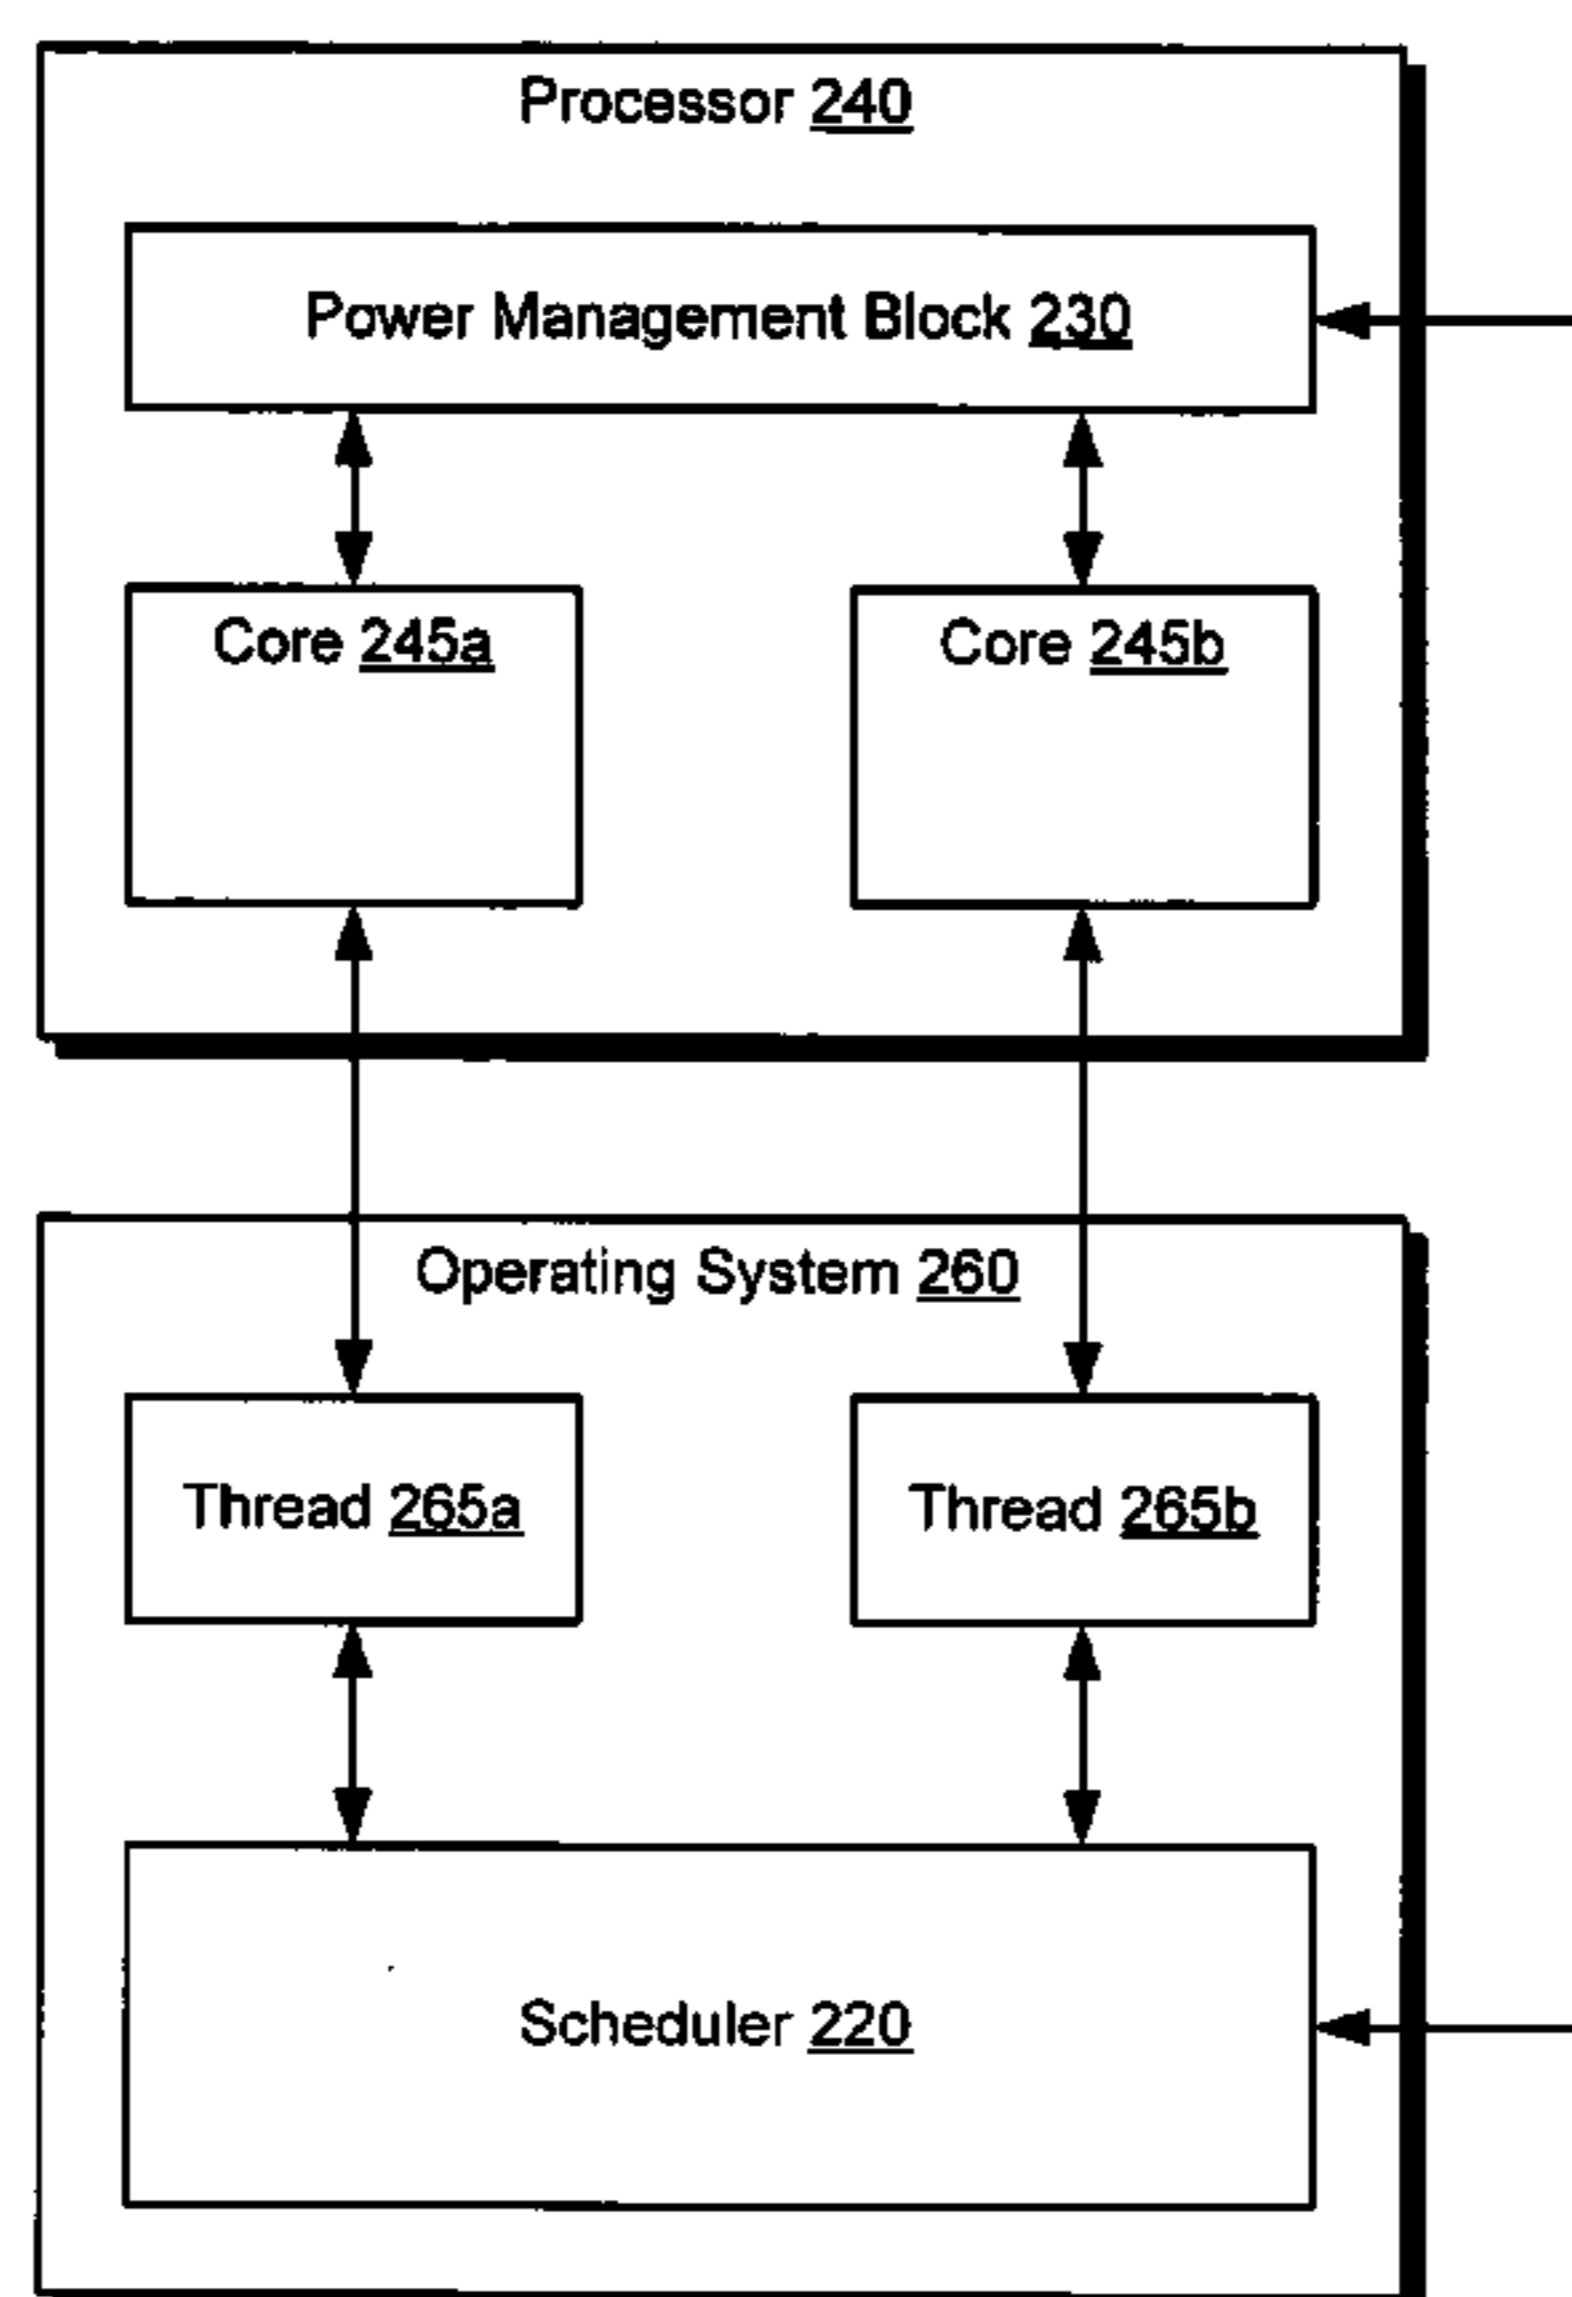 Processor 240
Power Management Block 230
Core 245a
Core 245b
Operating System 260
Thread 265a
Thread 265b
Scheduler 220